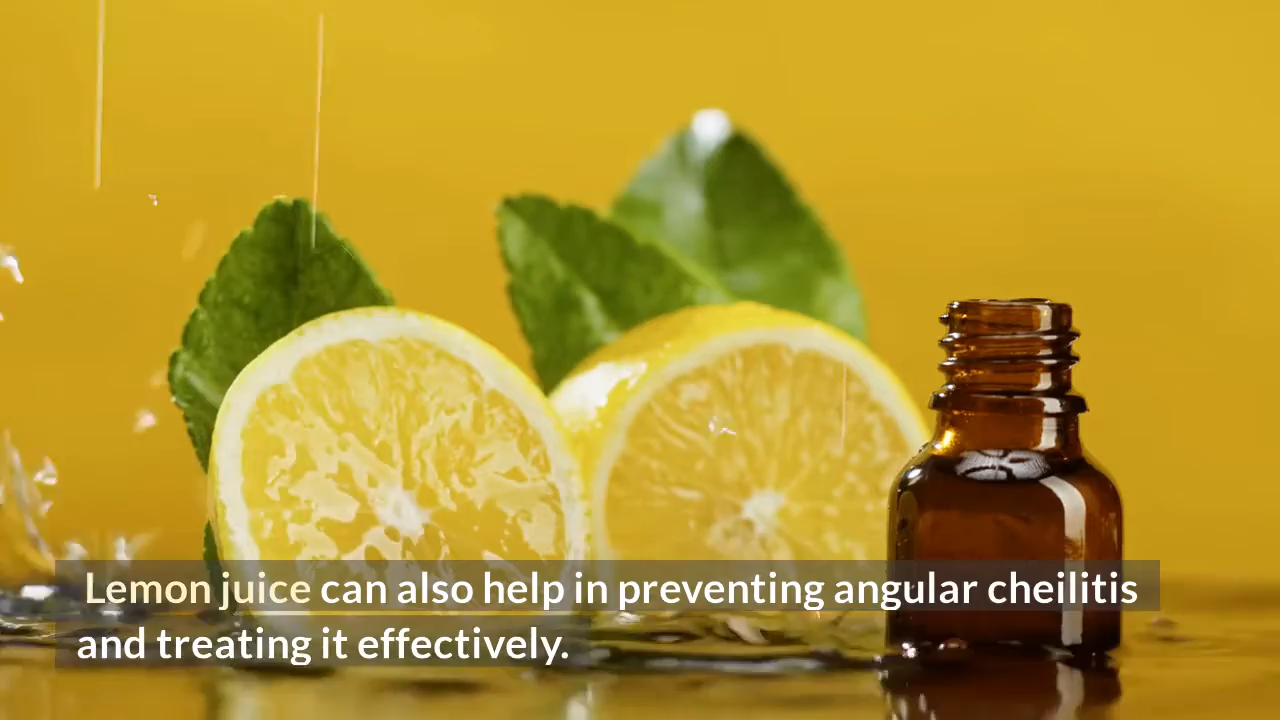 Lemon juice can also help in preventing angular cheilitis
and treating it effectively.